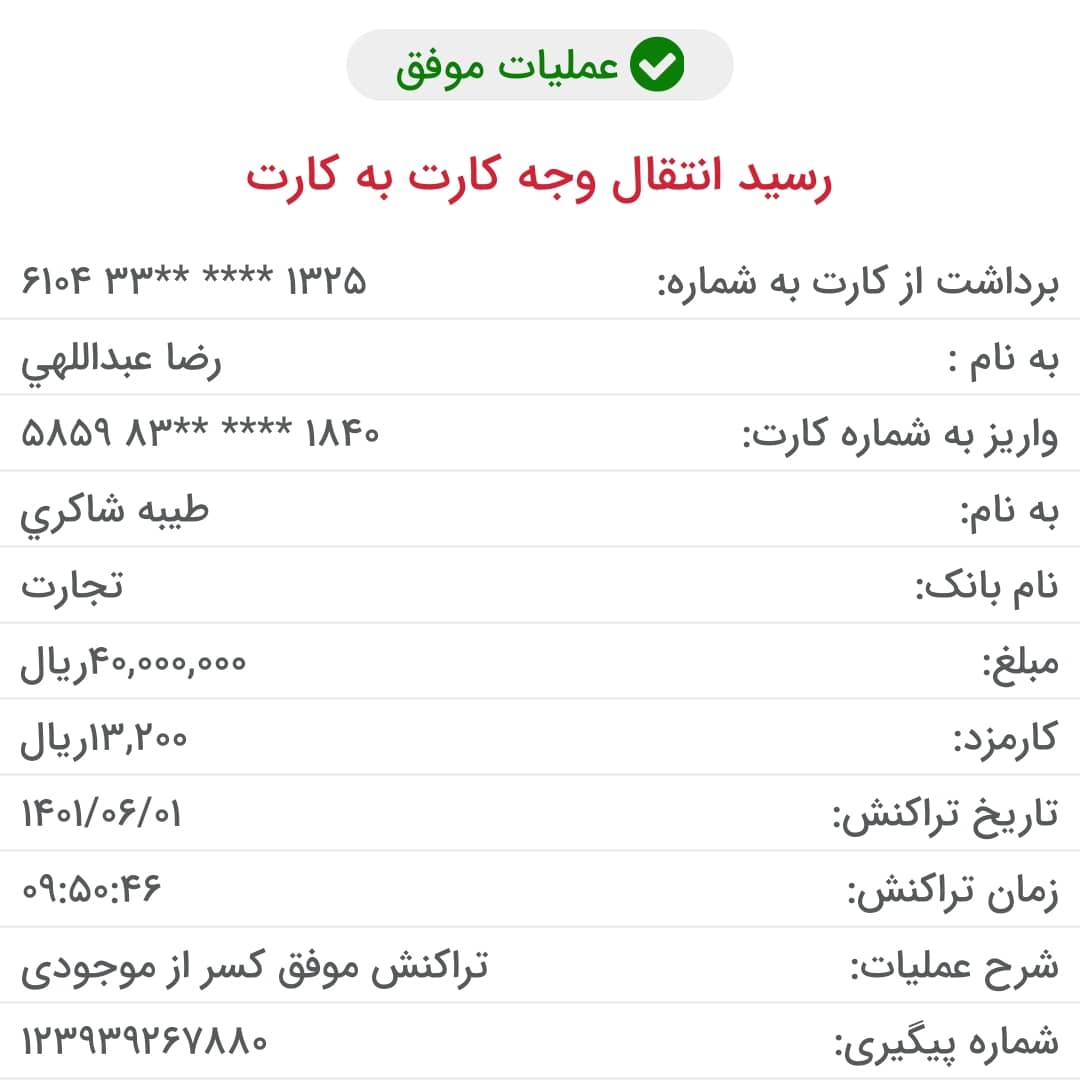 عملیات موفق
رسید انتقال وجه کارت به کارت
برداشت از کارت به شماره: ۶۱۰۴ ۳۳** **** ۱۳۲۵
به نام : رضا عبداللهي
واریز به شماره کارت: ۵۸۵۹ ۸۳** **** ۱۸۴۰
به نام: طيبه شاكري
نام بانک: تجارت
مبلغ: ۴۰,۰۰۰,۰۰۰ریال
کارمزد: ۱۳,۲۰۰ریال
تاریخ تراکنش: ۱۴۰۱/۰۶/۰۱
زمان تراکنش: ۰۹:۵۰:۴۶
شرح عملیات: تراکنش موفق کسر از موجودی
شماره پیگیری: ۱۲۳۹۳۹۲۶۷۸۸۰